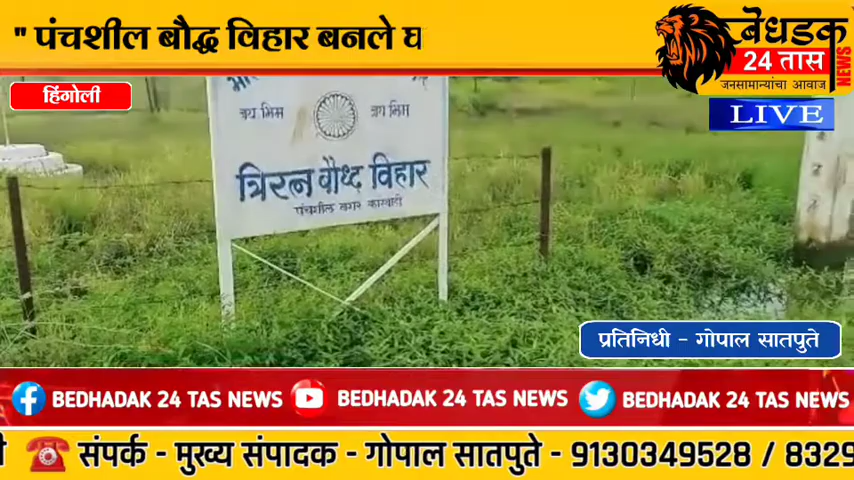 " पंचशील बौद्ध विहार बनले घ
बेधडक
24 तास
NEWS
जनसामान्यांचा आवाज
LIVE
हिंगोली
जय भिम
जय भिम
त्रिरत्न बौध्द विहार
पंचशील नगर कारवाडी
प्रतिनिधी - गोपाल सातपुते
BEDHADAK 24 TAS NEWS
BEDHADAK 24 TAS NEWS
BEDHADAK 24 TAS NEWS
संपर्क - मुख्य संपादक - गोपाल सातपुते - 9130349528 / 8329